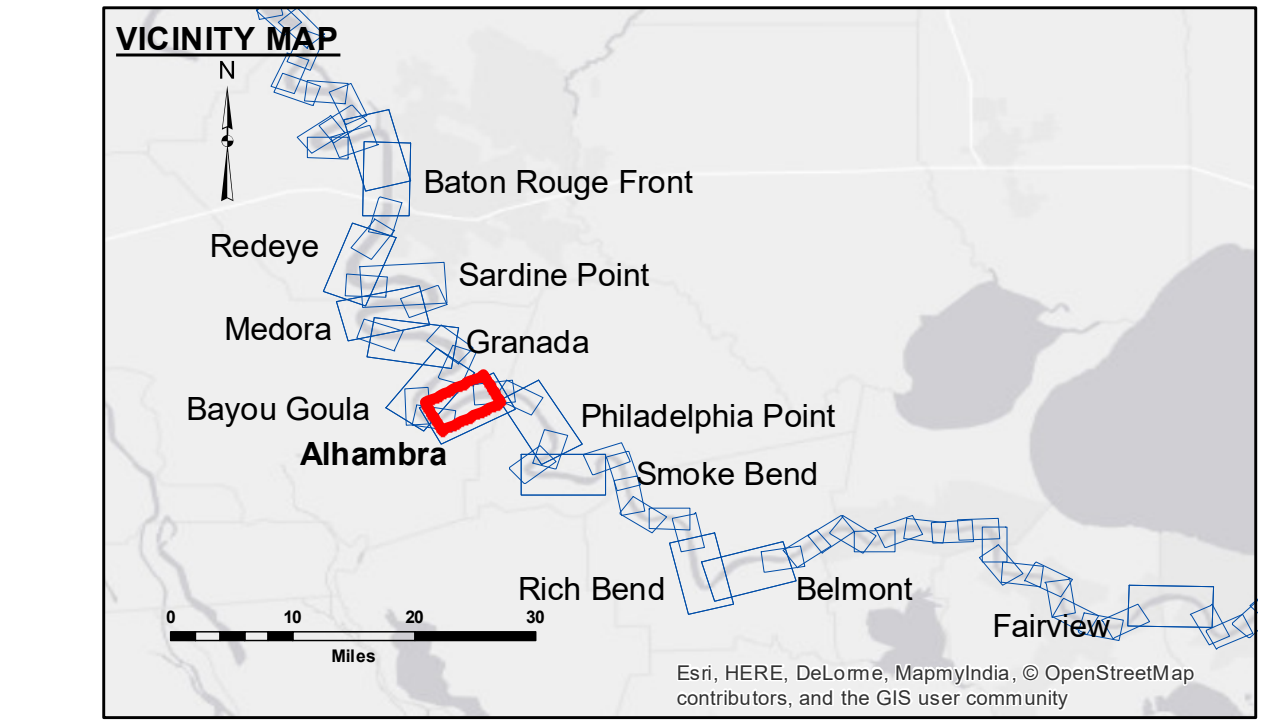 VICINITY MAP
N
Baton Rouge Front
Redeye
Sardine Point
Medora
Granada
Bayou Goula
Philadelphia Point
Alhambra
Smoke Bend
Rich Bend
Belmont
Fairview
0 10 20 30
Miles
Esri, HERE, DeLorme, MapmyIndia, © OpenStreetMap
contributors, and the GIS user community